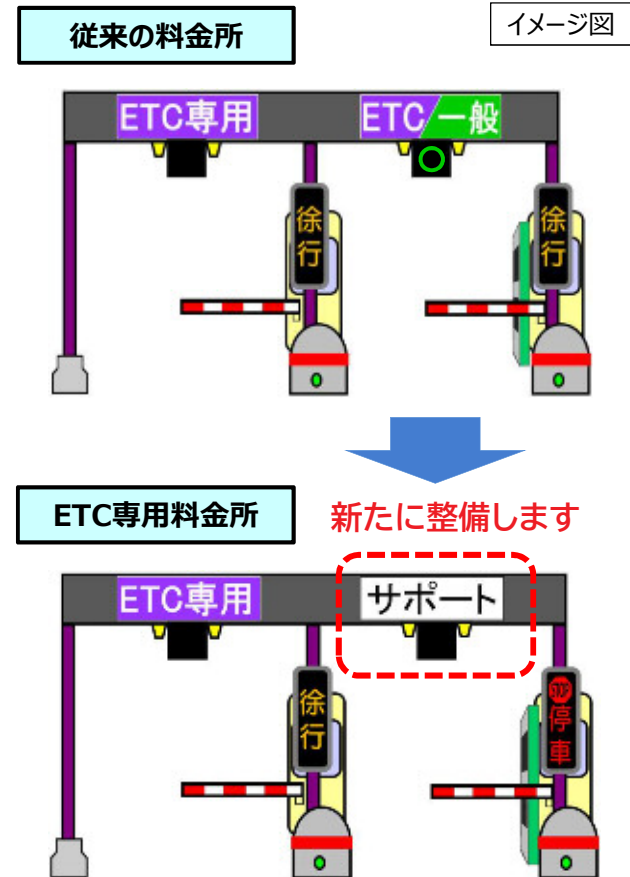 従来の料金所
イメージ図
ETC専用
ETC/一般
徐行
徐行
ETC専用料金所
新たに整備します
ETC専用
サポート
徐行
停車